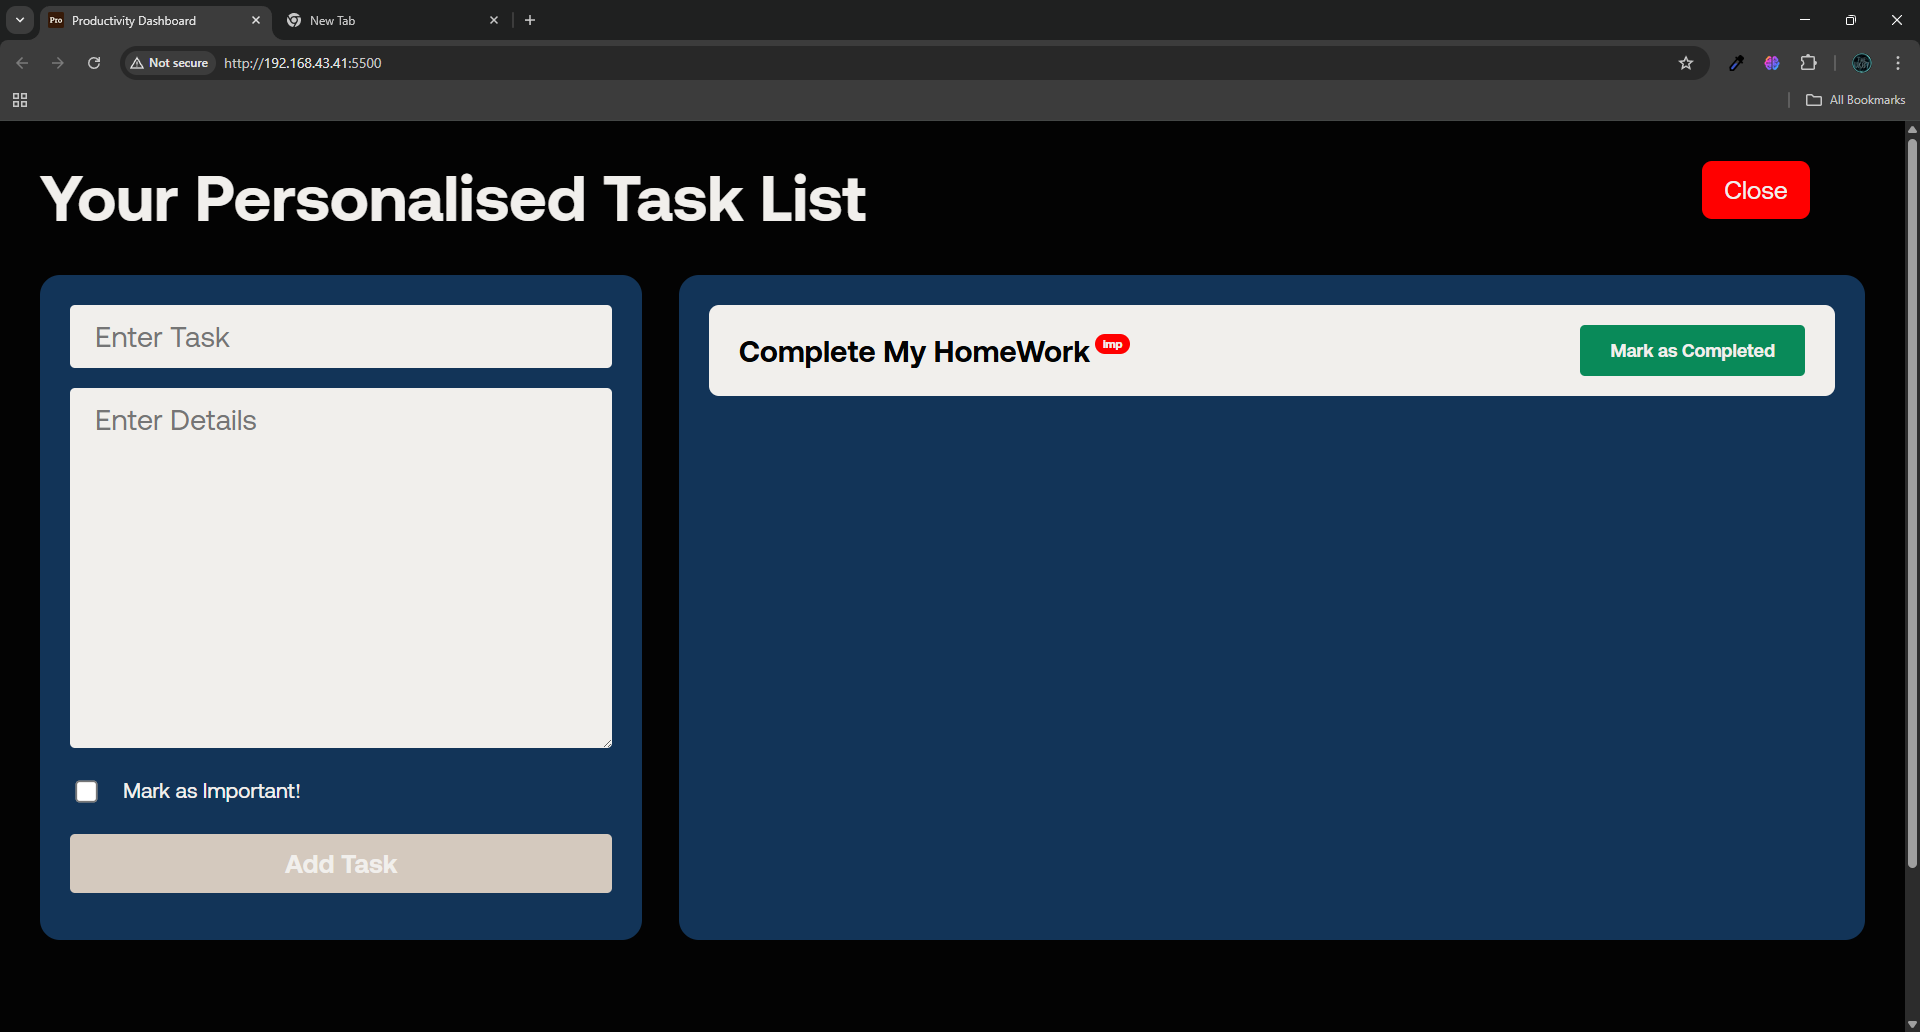 Pro Productivity Dashboard
New Tab
Not secure http://192.168.43.41:5500
All Bookmarks
Your Personalised Task List
Close
Enter Task
Enter Details
Mark as Important!
Add Task
Complete My HomeWork Imp
Mark as Completed